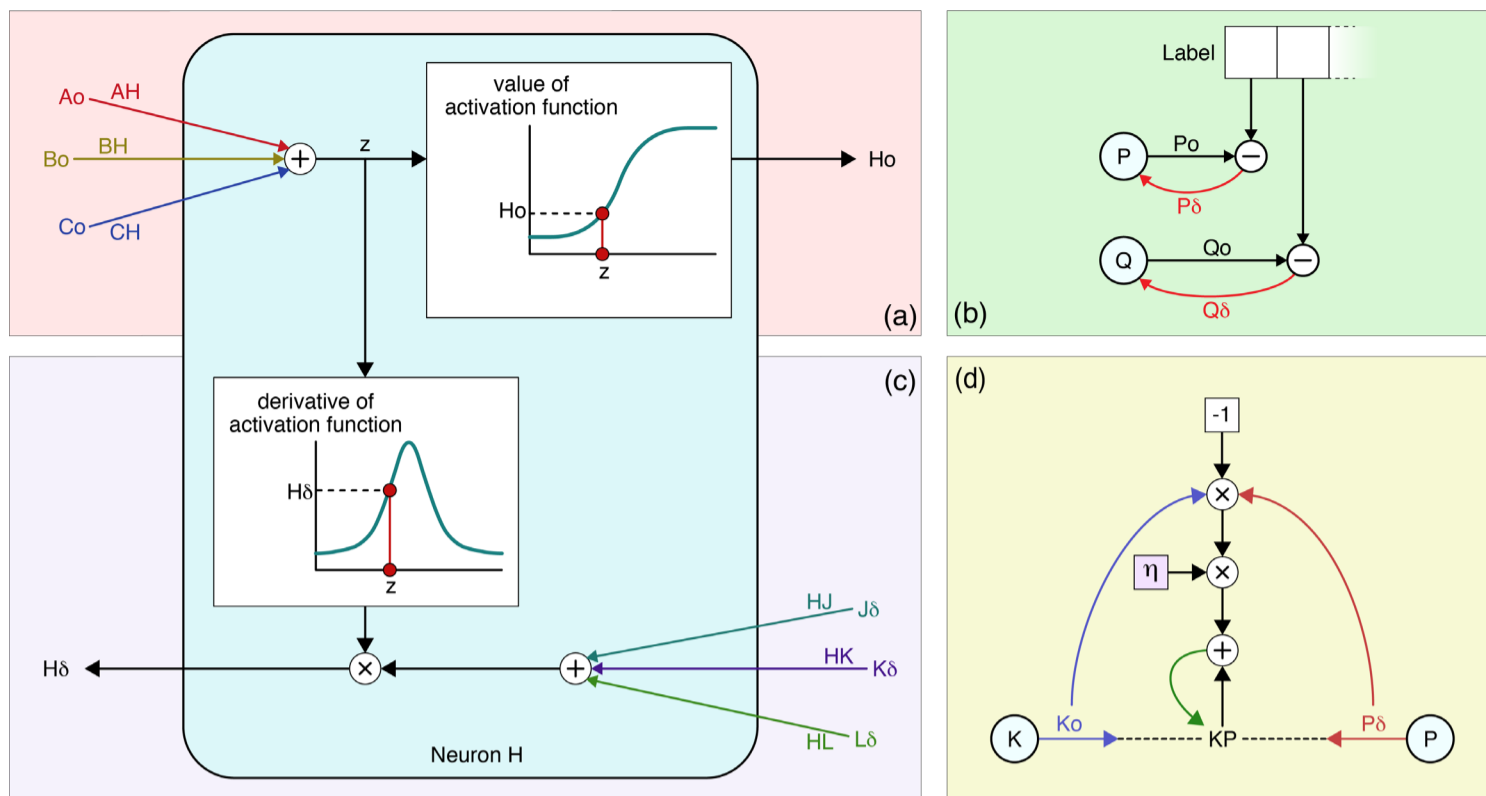 Ao
AH
Bo
BH
Co
CH
+
z
value of
activation function
Ho
z
Ho
(a)
Label
P
Po
−
Pδ
Q
Qo
−
Qδ
(b)
(c)
derivative of
activation function
Hδ
z
HJ
Jδ
HK
Kδ
HL
Lδ
+
×
Hδ
Neuron H
(d)
-1
×
η
×
+
K
Ko
KP
Pδ
P